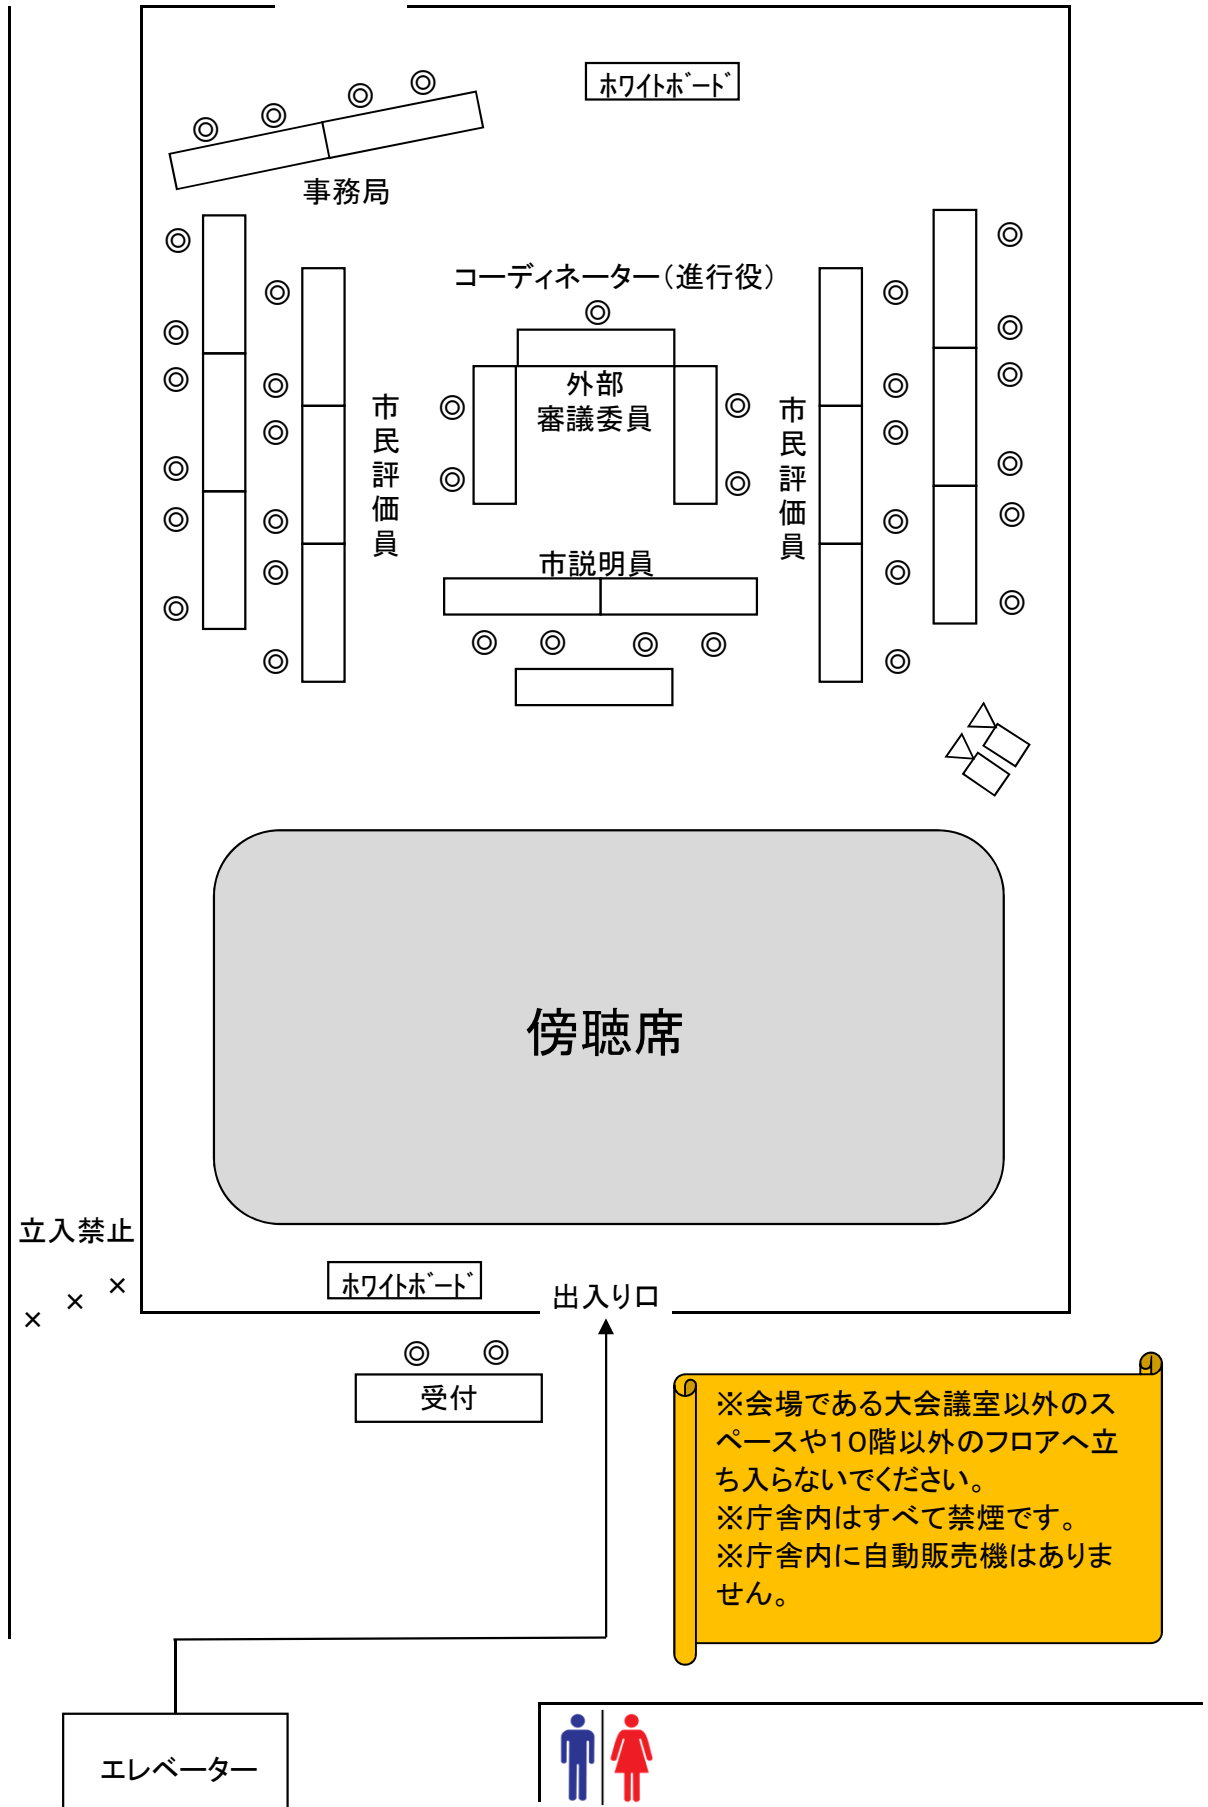 ホワイトボード
事務局
コーディネーター（進行役）
外部
審議委員
市民評価員
市民評価員
市説明員
傍聴席
立入禁止
×　×　×
ホワイトボード
出入り口
受付
※会場である大会議室以外のス
ペースや10階以外のフロアへ立
ち入らないでください。
※庁舎内はすべて禁煙です。
※庁舎内に自動販売機はありま
せん。
エレベーター